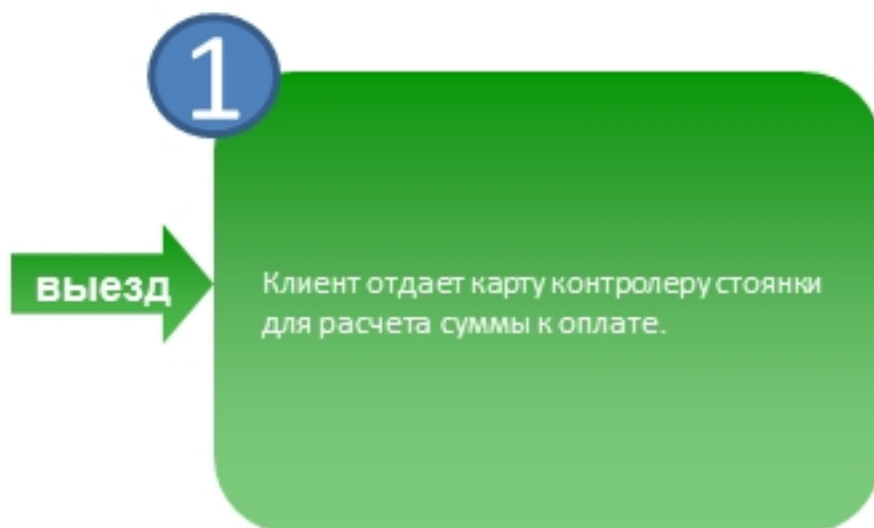 1
выезд
Клиент отдает карту контролеру стоянки
для расчета суммы к оплате.